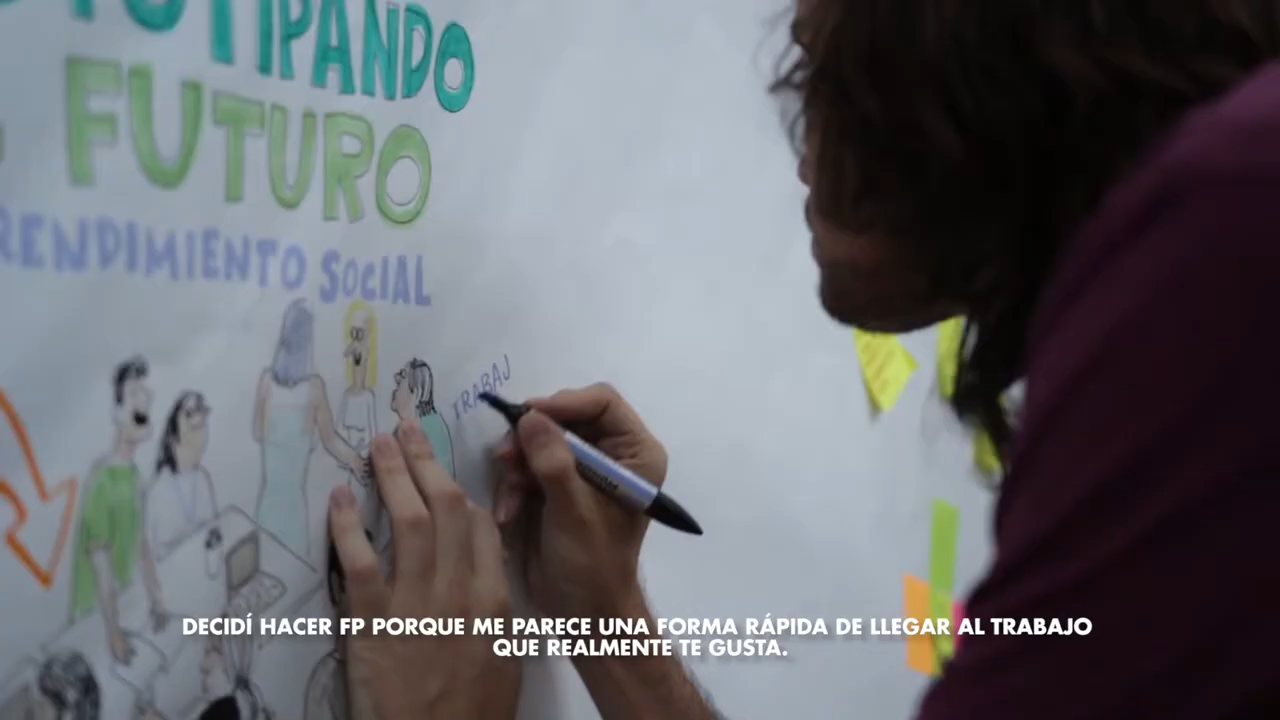 FUTURO
SOCIAL
TRABAJ
DECIDÍ HACER FP PORQUE ME PARECE UNA FORMA RÁPIDA DE LLEGAR AL TRABAJO
QUE REALMENTE TE GUSTA.